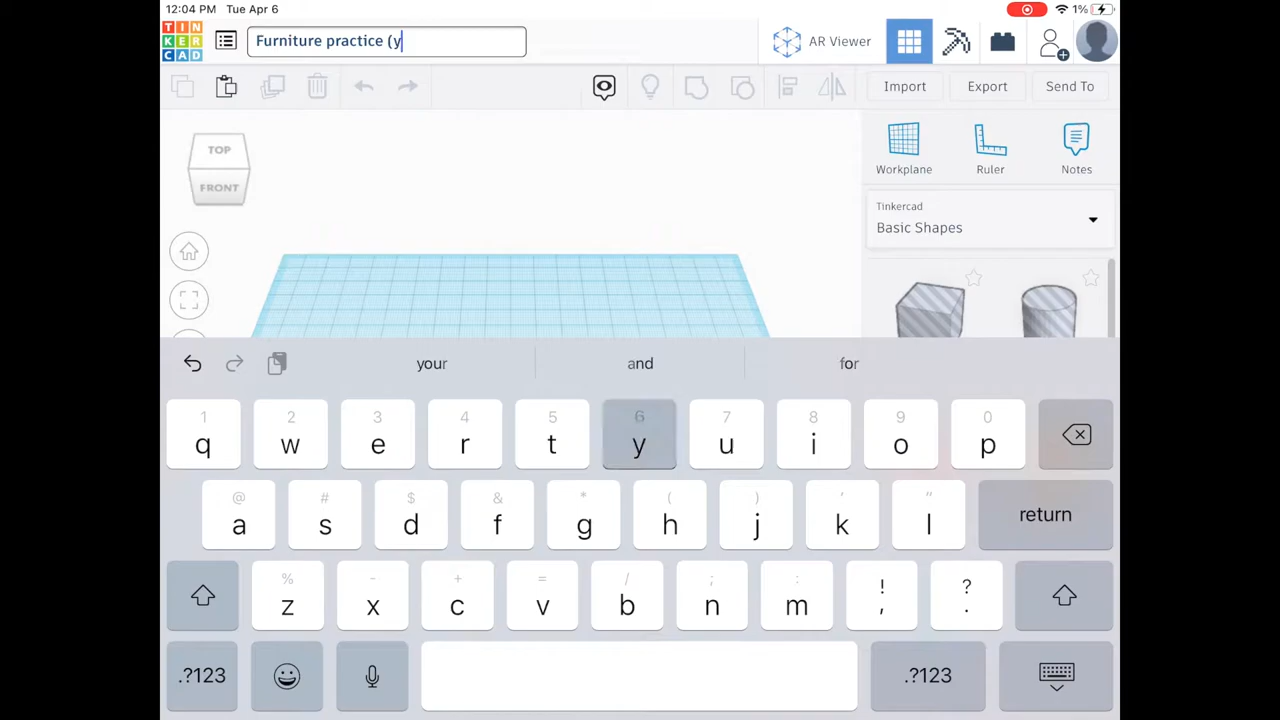 12:04 PM Tue Apr 6
1%
TIN
KER
CAD
Furniture practice (y
AR Viewer
Import
Export
Send To
TOP
FRONT
Workplane
Ruler
Notes
Tinkercad
Basic Shapes
your
and
for
1 2 3 4 5 6 7 8 9 0
q w e r t y u i o p
@ # $ & * ( ) ' "
a s d f g h j k l
return
% - + = / ; : ! ?
z x c v b n m , .
.?123
.?123